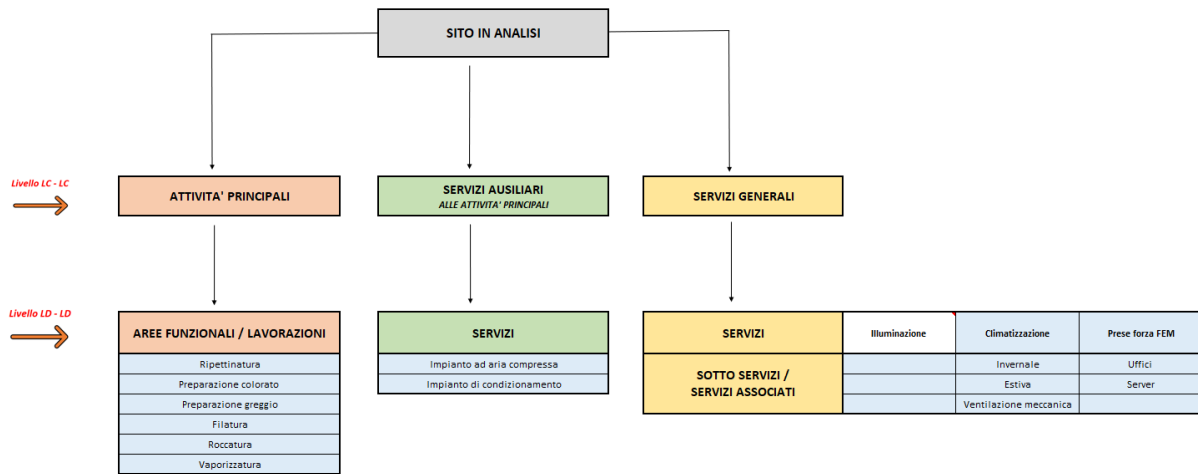 SITO IN ANALISI
Livello LC - LC
ATTIVITA' PRINCIPALI
SERVIZI AUSILIARI
ALLE ATTIVITA' PRINCIPALI
SERVIZI GENERALI
Livello LD - LD
AREE FUNZIONALI / LAVORAZIONI
Ripettinatura
Preparazione colorato
Preparazione greggio
Filatura
Roccatura
Vaporizzatura
SERVIZI
Impianto ad aria compressa
Impianto di condizionamento
SERVIZI
Illuminazione
Climatizzazione
Prese forza FEM
SOTTO SERVIZI /
SERVIZI ASSOCIATI
Invernale
Uffici
Estiva
Server
Ventilazione meccanica